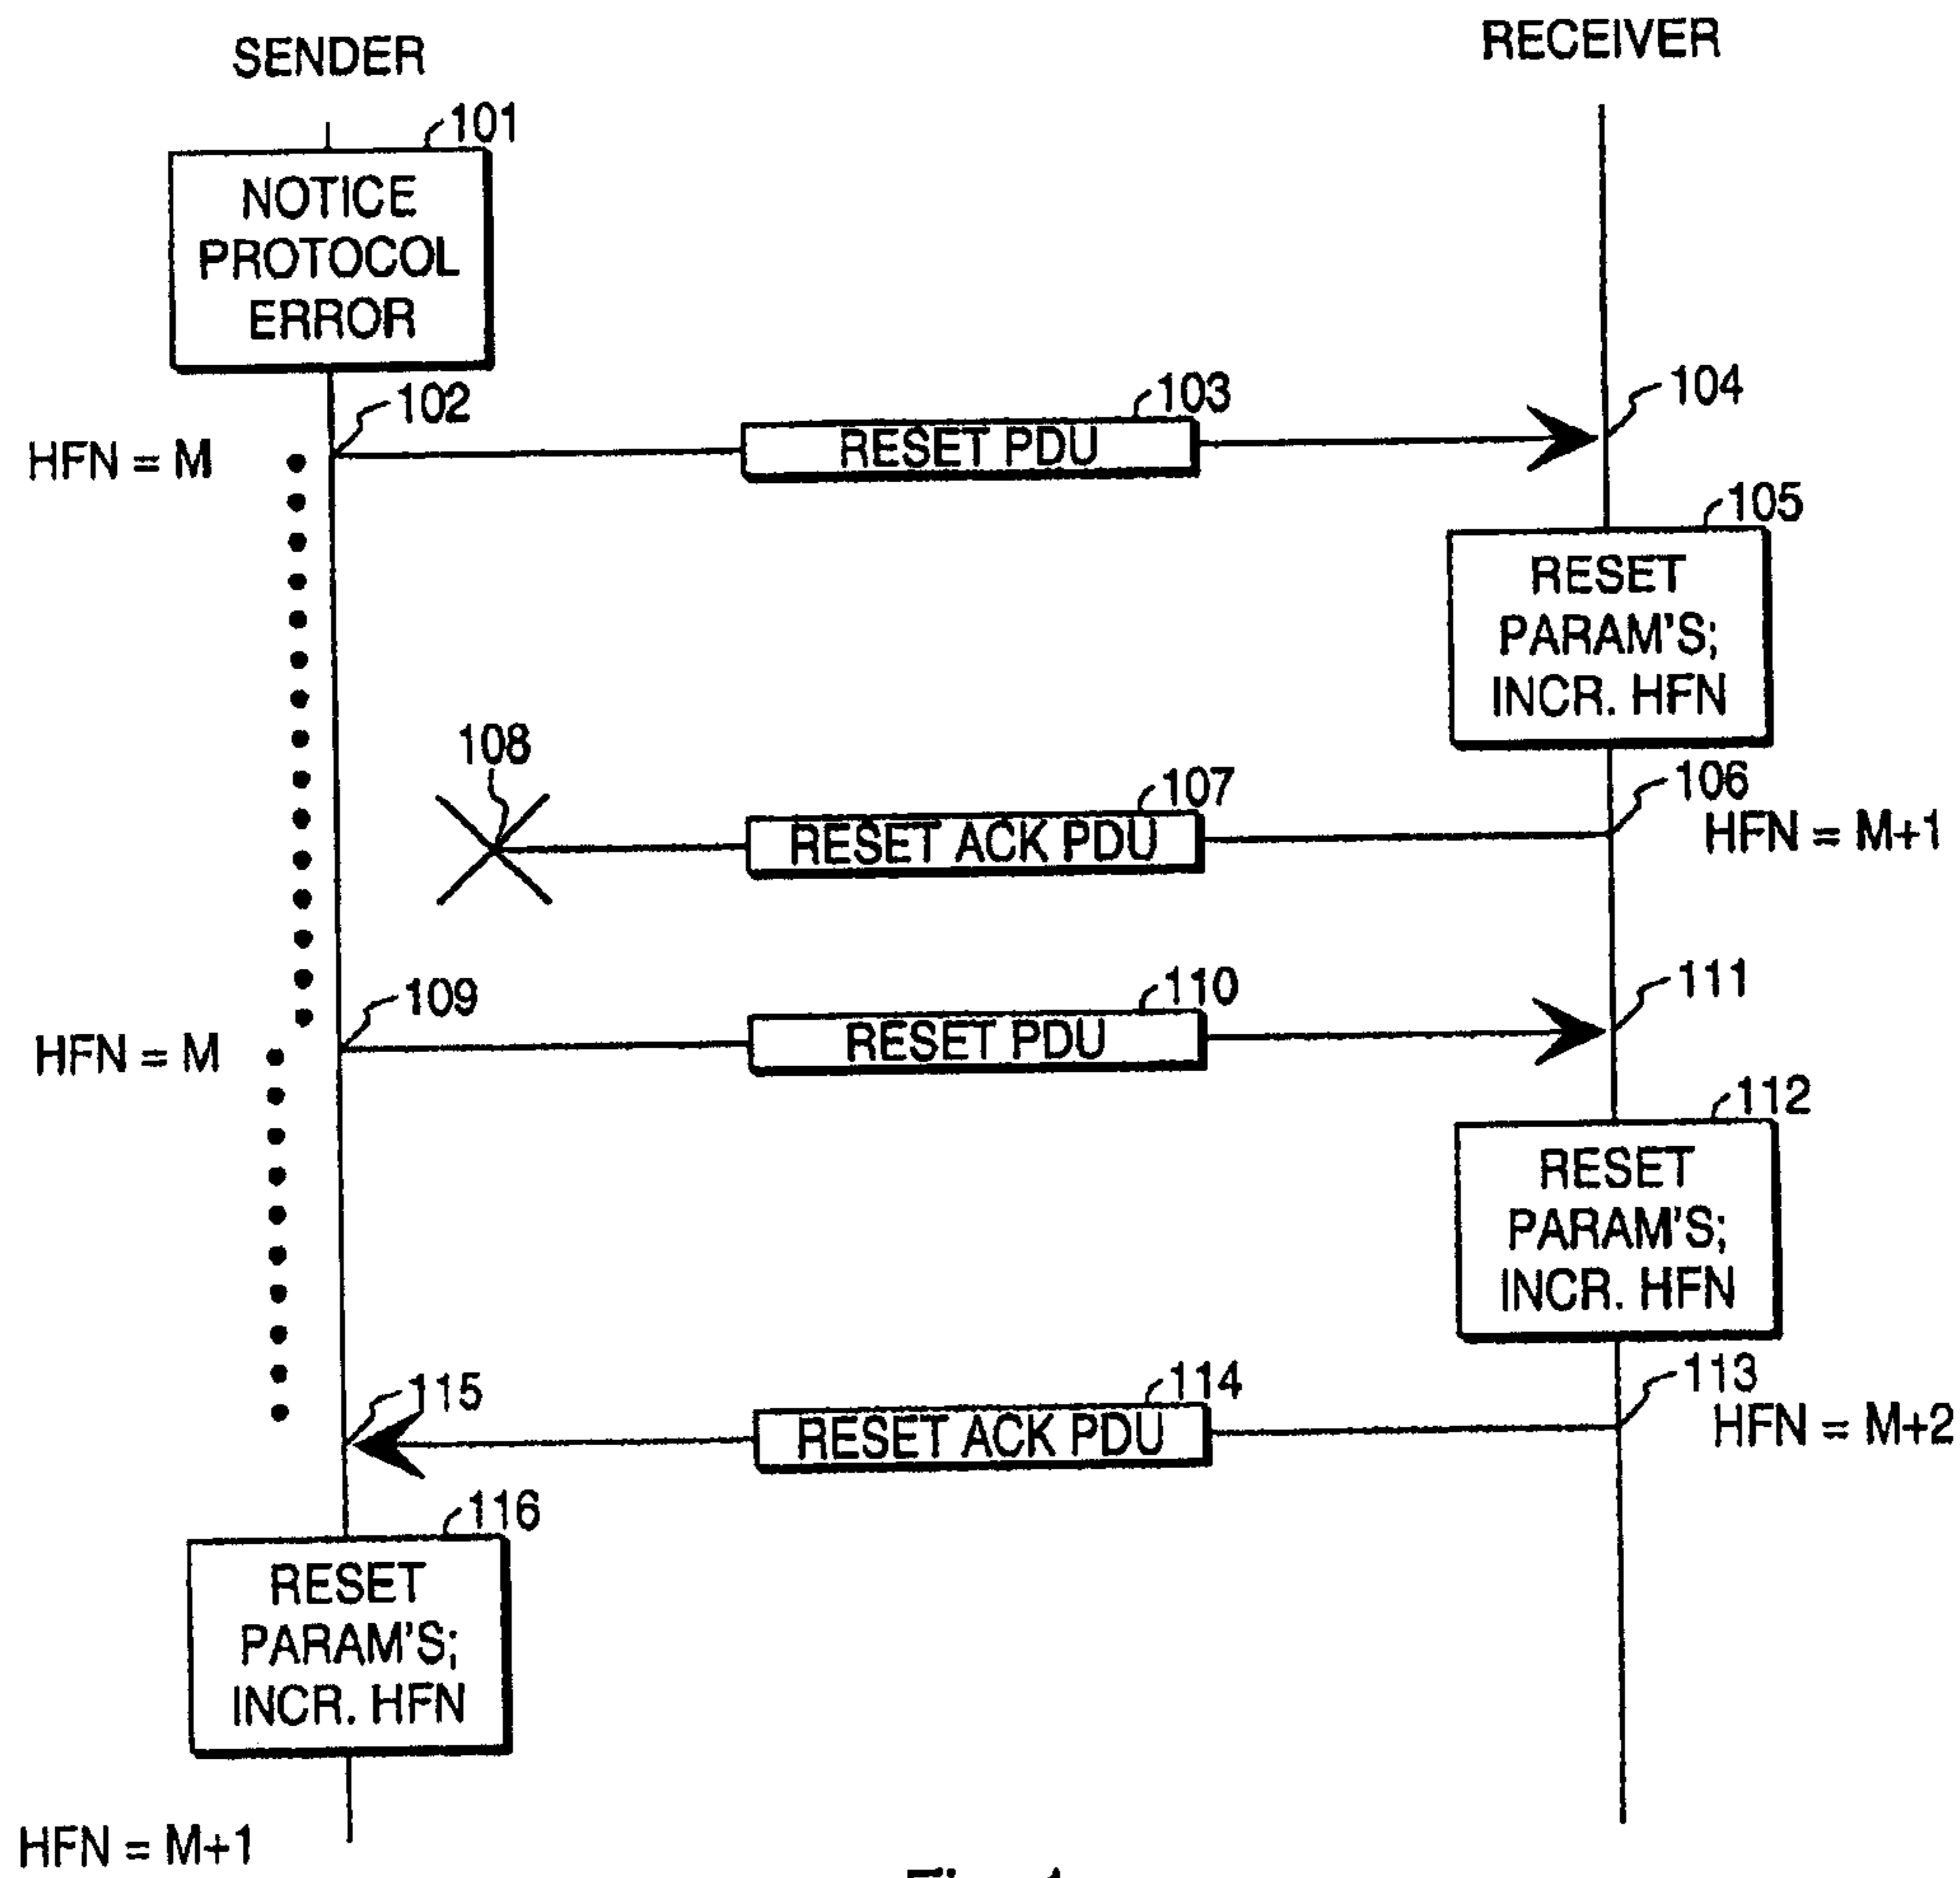 SENDER
RECEIVER
101
NOTICE
PROTOCOL
ERROR
102
HFN = M
103
RESET PDU
104
105
RESET
PARAM'S;
INCR. HFN
106
HFN = M+1
107
RESET ACK PDU
108
109
HFN = M
110
RESET PDU
111
112
RESET
PARAM'S;
INCR. HFN
113
HFN = M+2
114
RESET ACK PDU
115
116
RESET
PARAM'S;
INCR. HFN
HFN = M+1